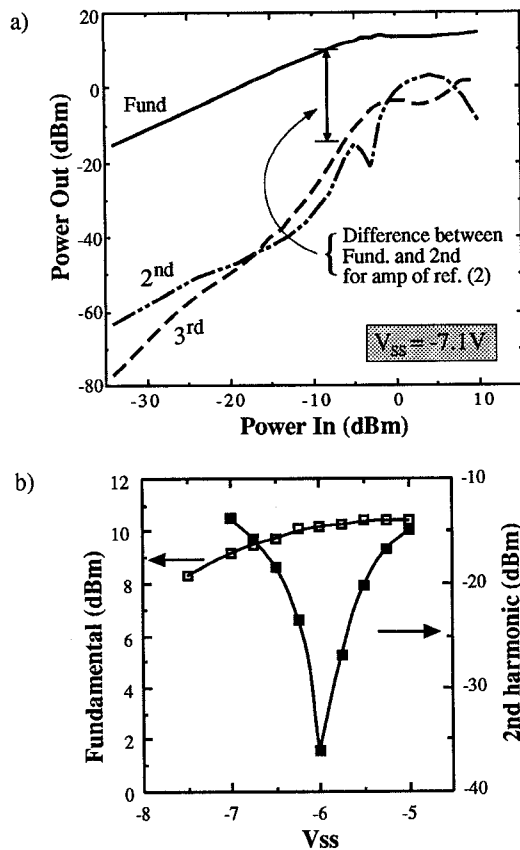 a)
20
0
-20
-40
-60
-80
Power Out (dBm)
Fund
2nd
3rd
Difference between
Fund. and 2nd
for amp of ref. (2)
VSS = -7.1V
-30
-20
-10
0
10
Power In (dBm)
b)
12
10
8
6
4
2
0
Fundamental (dBm)
-10
-20
-30
-40
2nd harmonic (dBm)
-8
-7
-6
-5
Vss